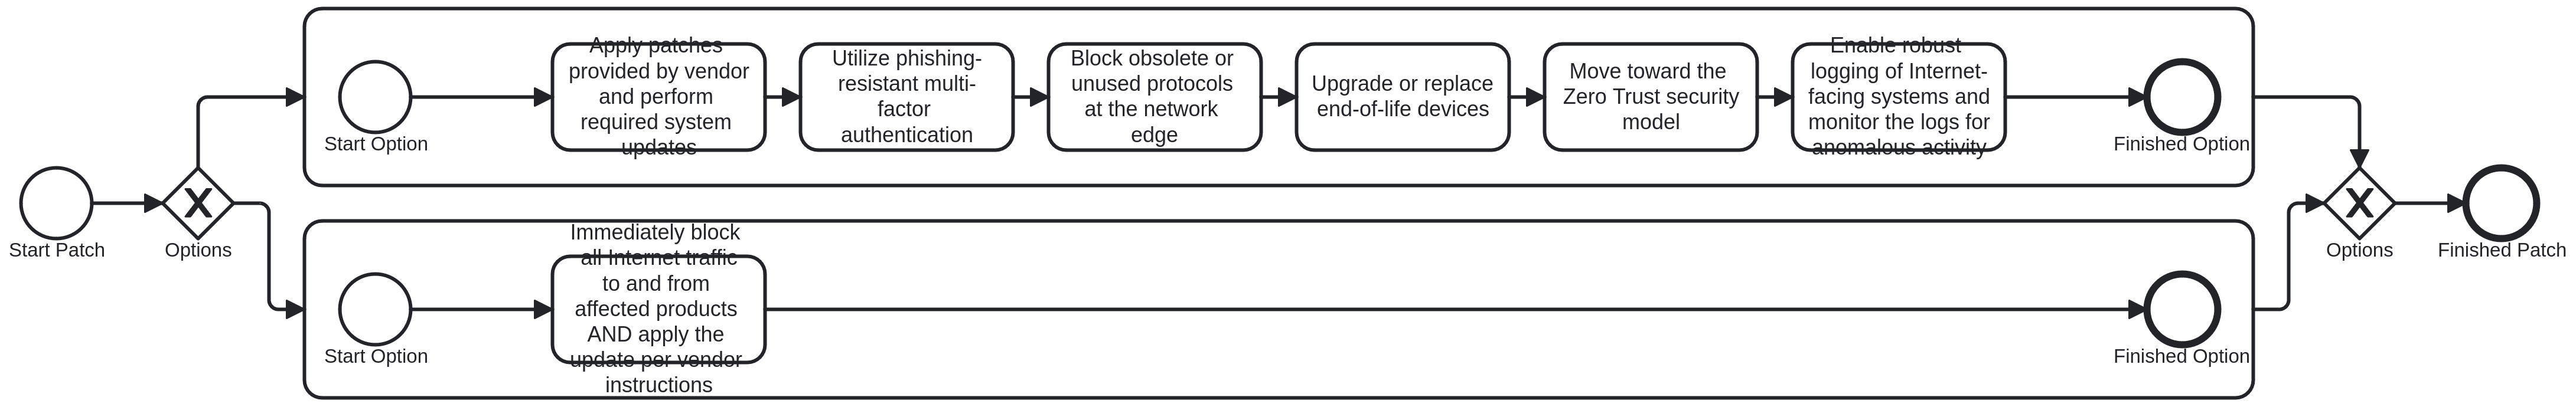 Start Patch
X
Options
Start Option
Apply patches
provided by vendor
and perform
required system
updates
Utilize phishing-
resistant multi-
factor
authentication
Block obsolete or
unused protocols
at the network
edge
Upgrade or replace
end-of-life devices
Move toward the
Zero Trust security
model
Enable robust
logging of Internet-
facing systems and
monitor the logs for
anomalous activity
Finished Option
Start Option
Immediately block
all Internet traffic
to and from
affected products
AND apply the
update per vendor
instructions
Finished Option
X
Options
Finished Patch